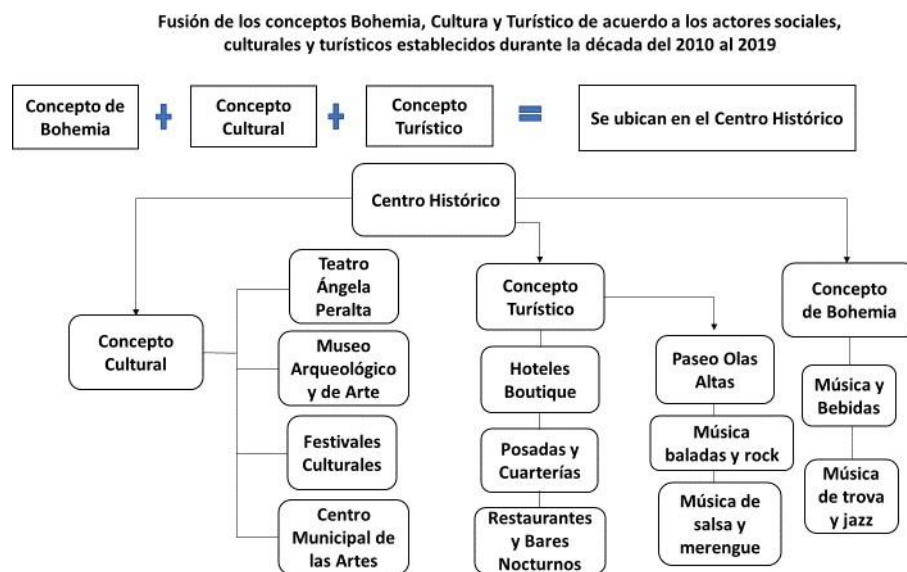 Fusión de los conceptos Bohemia, Cultura y Turístico de acuerdo a los actores sociales,
culturales y turísticos establecidos durante la década del 2010 al 2019
Concepto de
Bohemia
+
Concepto
Cultural
+
Concepto
Turístico
=
Se ubican en el Centro Histórico
Centro Histórico
Concepto
Cultural
Teatro
Ángela
Peralta
Museo
Arqueológico
y de Arte
Festivales
Culturales
Centro
Municipal de
las Artes
Concepto
Turístico
Hoteles
Boutique
Posadas y
Cuarterías
Restaurantes
y Bares
Nocturnos
Paseo Olas
Altas
Música
baladas y rock
Música de
salsa y
merengue
Concepto
de Bohemia
Música y
Bebidas
Música
de trova
y jazz